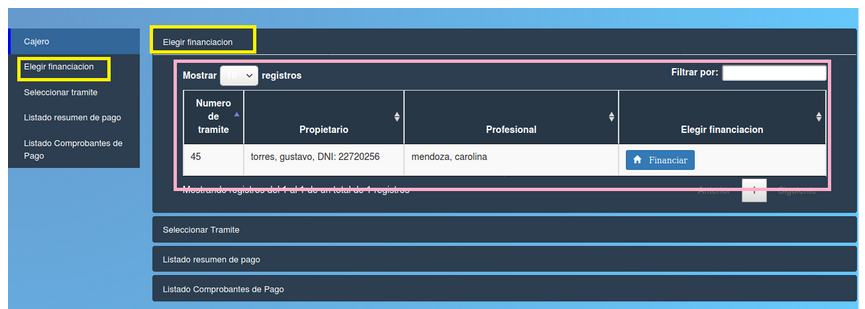 Cajero
Elegir financiacion
Seleccionar tramite
Listado resumen de pago
Listado Comprobantes de
Pago
Elegir financiacion
Mostrar 10 registros
Filtrar por:
Numero
de
tramite
Propietario
Profesional
Elegir financiacion
45
torres, gustavo, DNI: 22720256
mendoza, carolina
Financiar
Mostrando registros del 1 al 1 de un total de 1 registros
Anterior
1
Siguiente
Seleccionar Tramite
Listado resumen de pago
Listado Comprobantes de Pago